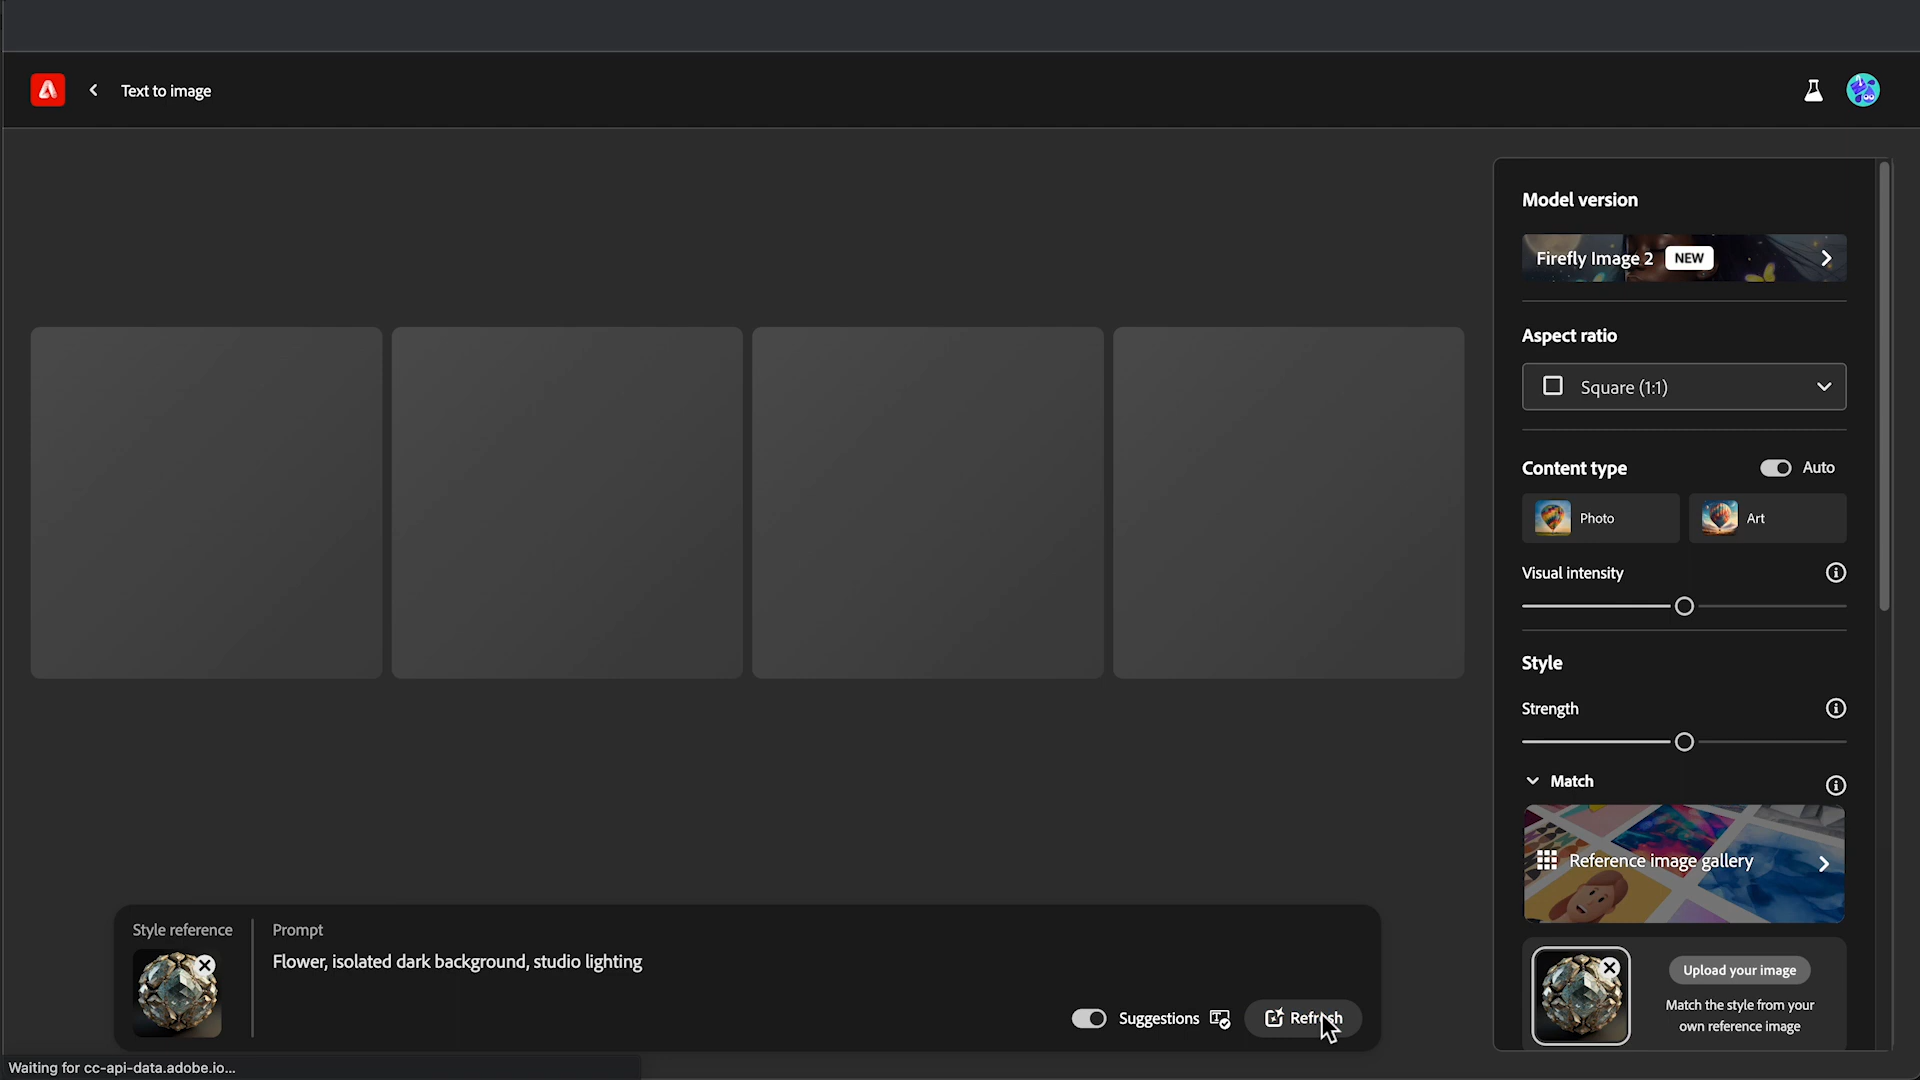 Text to image
Model version
Firefly Image 2 NEW
Aspect ratio
Square (1:1)
Content type Auto
Photo Art
Visual intensity
Style
Strength
Match
Reference image gallery
Upload your image
Match the style from your
own reference image
Style reference Prompt
Flower, isolated dark background, studio lighting
Suggestions Refresh
Waiting for cc-api-data.adobe.io...